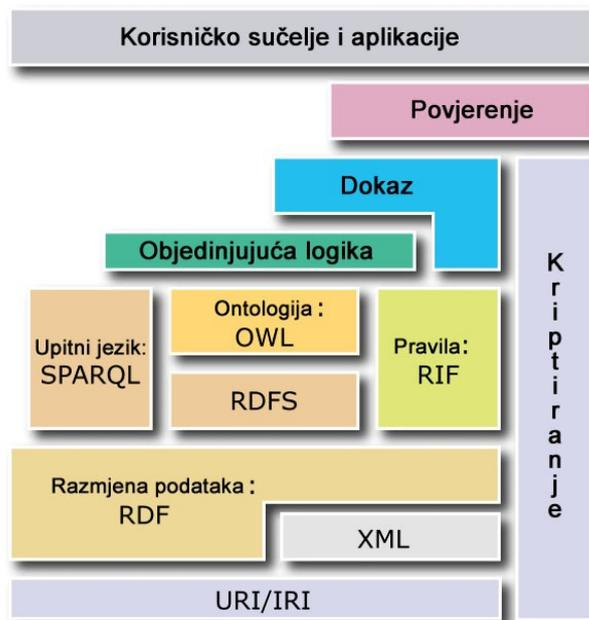 Korisničko sučelje i aplikacije
Povjerenje
Dokaz
Objedinjujuća logika
Upitni jezik:
SPARQL
Ontologija :
OWL
RDFS
Pravila:
RIF
Kriptiranje
Razmjena podataka :
RDF
XML
URI/IRI